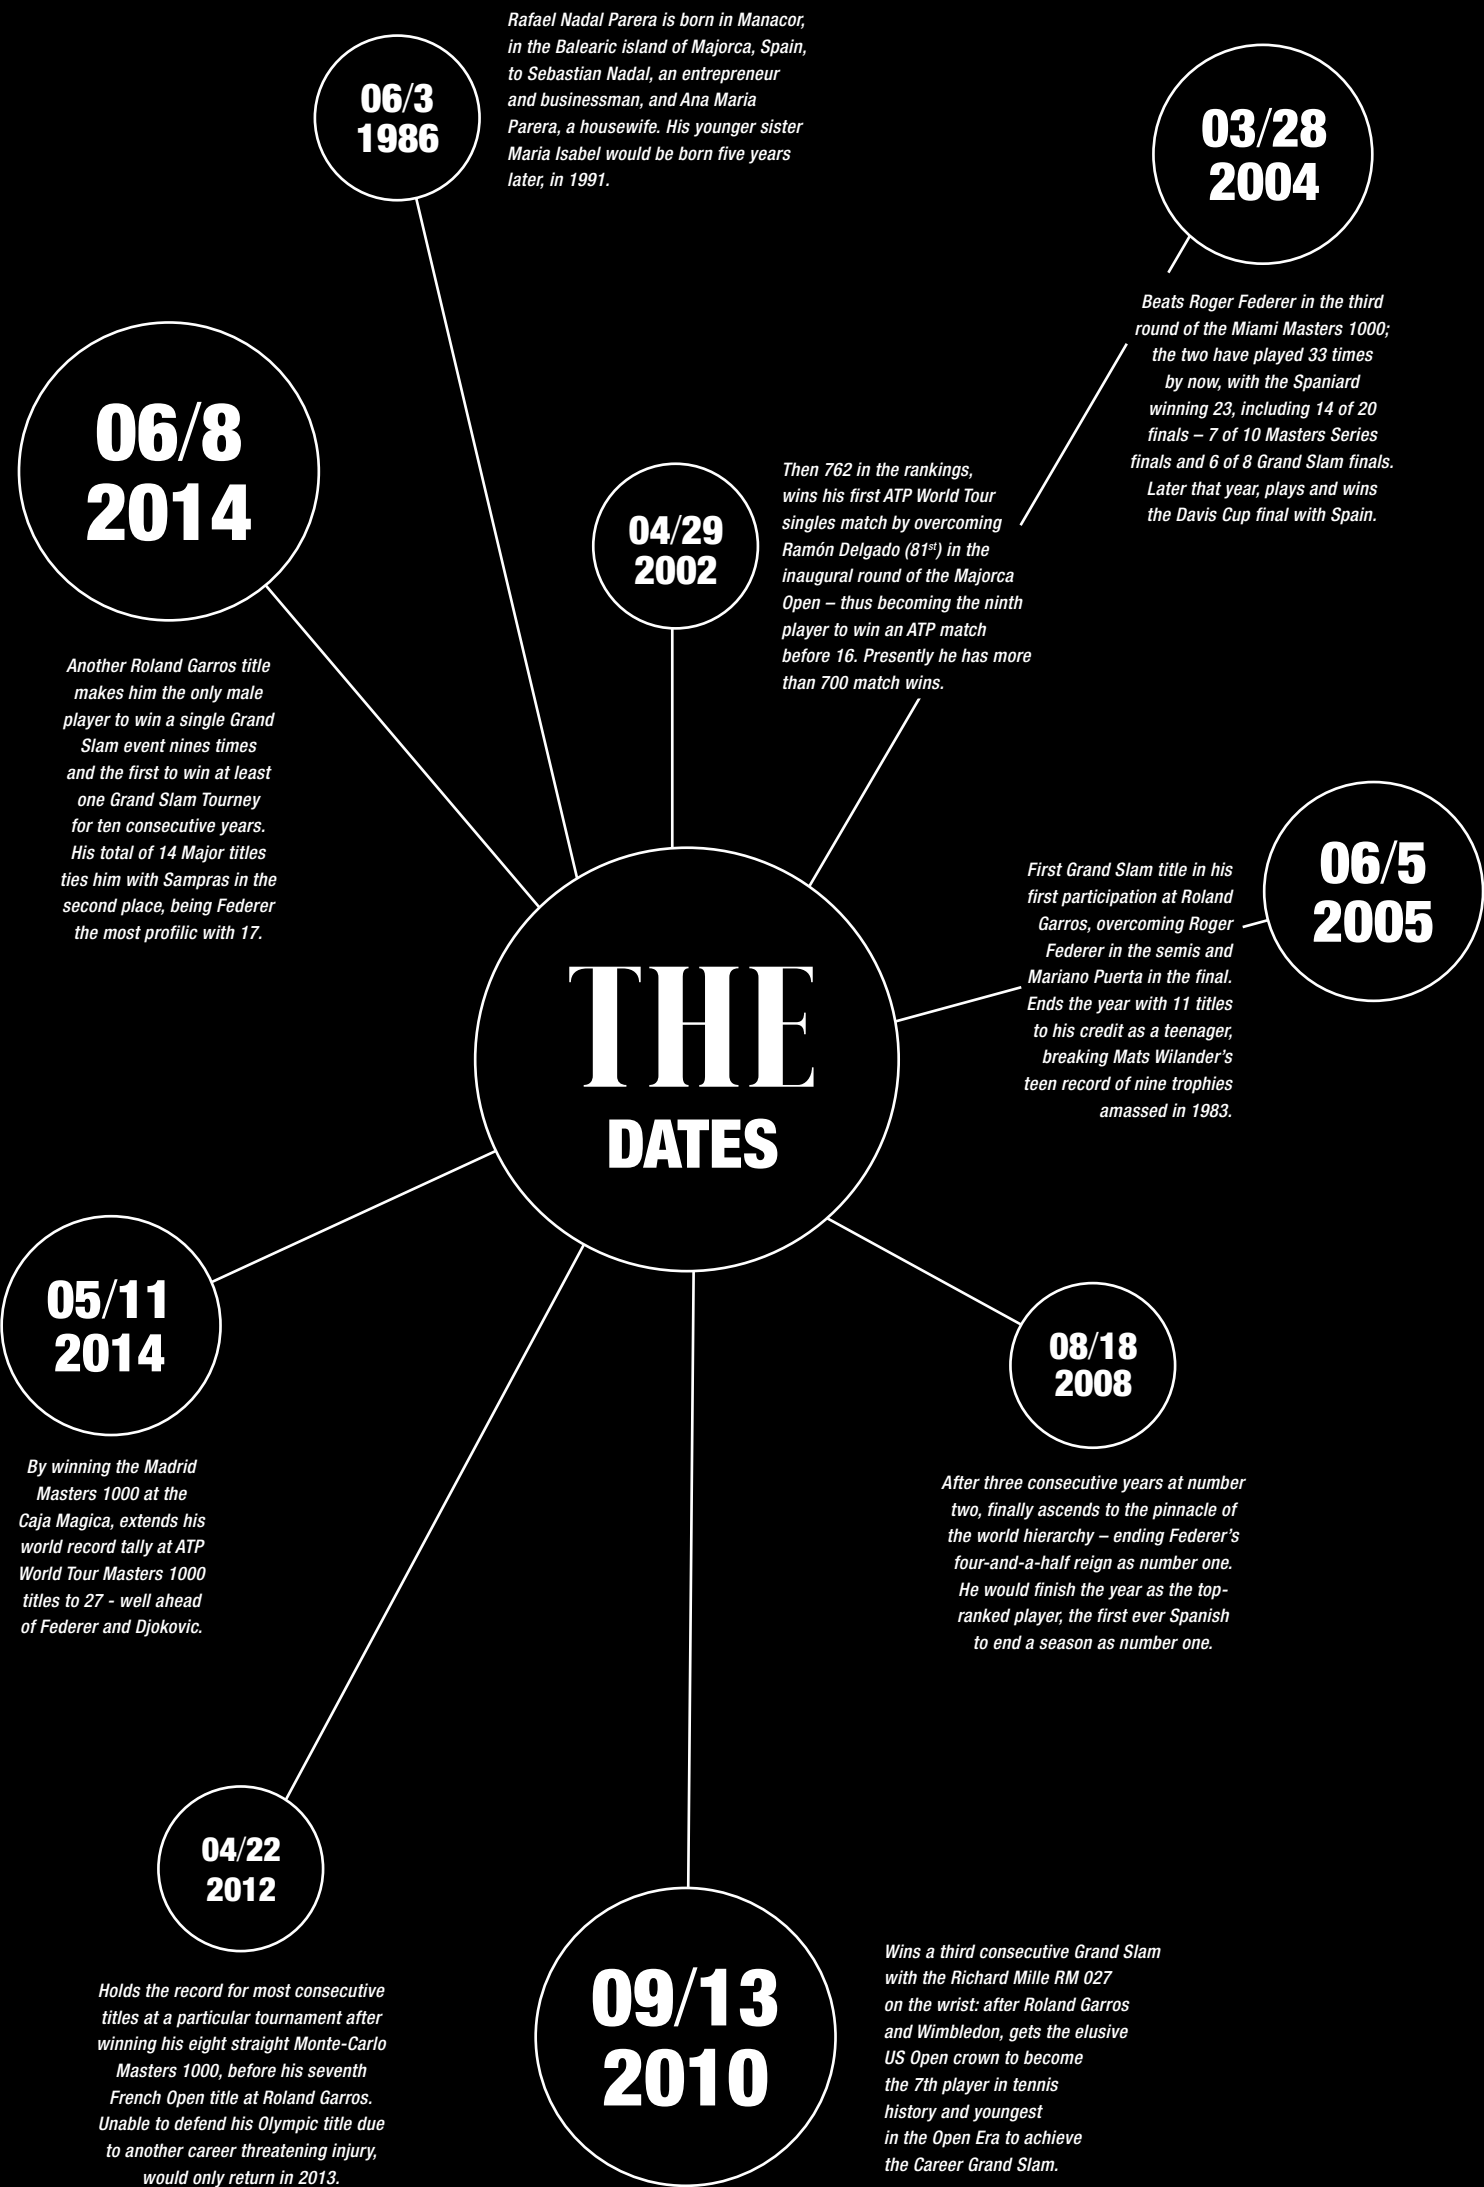 06/3
1986
Rafael Nadal Parera is born in Manacor,
in the Balearic island of Majorca, Spain,
to Sebastian Nadal, an entrepreneur
and businessman, and Ana Maria
Parera, a housewife. His younger sister
Maria Isabel would be born five years
later, in 1991.
03/28
2004
Beats Roger Federer in the third
round of the Miami Masters 1000;
the two have played 33 times
by now, with the Spaniard
winning 23, including 14 of 20
finals – 7 of 10 Masters Series
finals and 6 of 8 Grand Slam finals.
Later that year, plays and wins
the Davis Cup final with Spain.
06/8
2014
Another Roland Garros title
makes him the only male
player to win a single Grand
Slam event nines times
and the first to win at least
one Grand Slam Tourney
for ten consecutive years.
His total of 14 Major titles
ties him with Sampras in the
second place, being Federer
the most profilic with 17.
04/29
2002
Then 762 in the rankings,
wins his first ATP World Tour
singles match by overcoming
Ramón Delgado (81st) in the
inaugural round of the Majorca
Open – thus becoming the ninth
player to win an ATP match
before 16. Presently he has more
than 700 match wins.
06/5
2005
First Grand Slam title in his
first participation at Roland
Garros, overcoming Roger
Federer in the semis and
Mariano Puerta in the final.
Ends the year with 11 titles
to his credit as a teenager,
breaking Mats Wilander’s
teen record of nine trophies
amassed in 1983.
THE
DATES
05/11
2014
By winning the Madrid
Masters 1000 at the
Caja Magica, extends his
world record tally at ATP
World Tour Masters 1000
titles to 27 - well ahead
of Federer and Djokovic.
08/18
2008
After three consecutive years at number
two, finally ascends to the pinnacle of
the world hierarchy – ending Federer’s
four-and-a-half reign as number one.
He would finish the year as the top-
ranked player, the first ever Spanish
to end a season as number one.
04/22
2012
Holds the record for most consecutive
titles at a particular tournament after
winning his eight straight Monte-Carlo
Masters 1000, before his seventh
French Open title at Roland Garros.
Unable to defend his Olympic title due
to another career threatening injury,
would only return in 2013.
09/13
2010
Wins a third consecutive Grand Slam
with the Richard Mille RM 027
on the wrist: after Roland Garros
and Wimbledon, gets the elusive
US Open crown to become
the 7th player in tennis
history and youngest
in the Open Era to achieve
the Career Grand Slam.